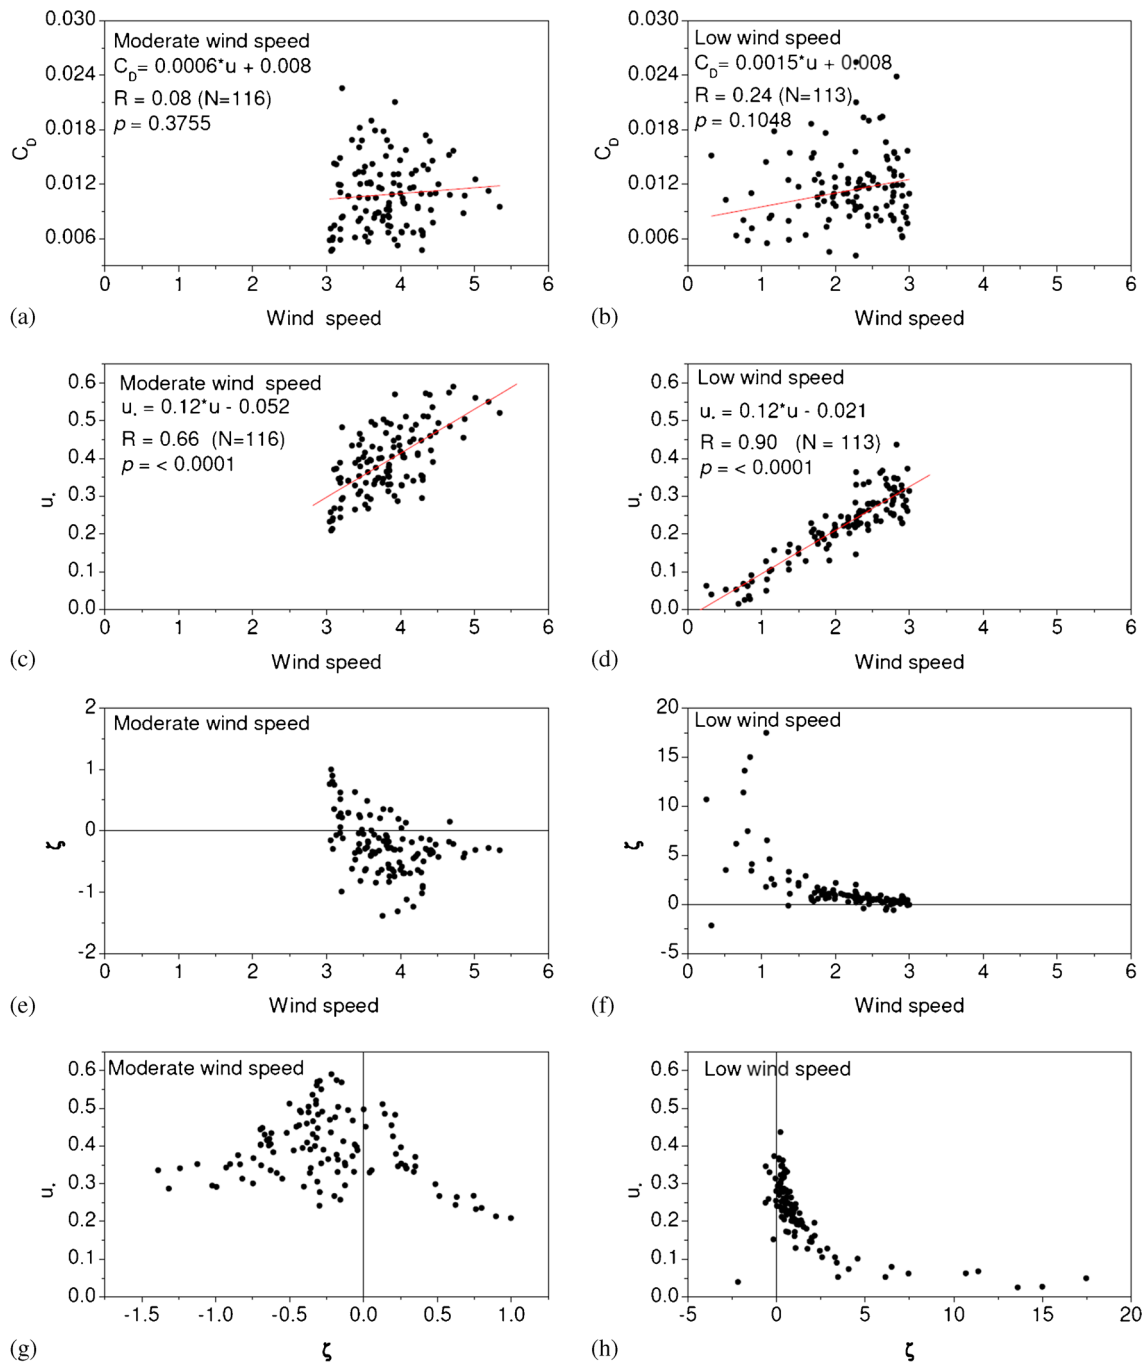 0.030
0.024
0.018
0.012
0.006
C_D
Moderate wind speed
C_D= 0.0006*u + 0.008
R = 0.08 (N=116)
p = 0.3755
0 1 2 3 4 5 6
(a)
Wind speed
0.030
0.024
0.018
0.012
0.006
C_D
Low wind speed
C_D= 0.0015*u + 0.008
R = 0.24 (N=113)
p = 0.1048
0 1 2 3 4 5 6
(b)
Wind speed
0.6
0.5
0.4
0.3
0.2
0.1
0.0
u*
Moderate wind speed
u* = 0.12*u - 0.052
R = 0.66 (N=116)
p = < 0.0001
0 1 2 3 4 5 6
(c)
Wind speed
0.6
0.5
0.4
0.3
0.2
0.1
0.0
u*
Low wind speed
u* = 0.12*u - 0.021
R = 0.90 (N = 113)
p = < 0.0001
0 1 2 3 4 5 6
(d)
Wind speed
2
1
0
-1
-2
ζ
Moderate wind speed
0 1 2 3 4 5 6
(e)
Wind speed
20
15
10
5
0
-5
ζ
Low wind speed
0 1 2 3 4 5 6
(f)
Wind speed
0.6
0.5
0.4
0.3
0.2
0.1
0.0
u*
Moderate wind speed
-1.5 -1.0 -0.5 0.0 0.5 1.0
(g)
ζ
0.6
0.5
0.4
0.3
0.2
0.1
0.0
u*
Low wind speed
-5 0 5 10 15 20
(h)
ζ